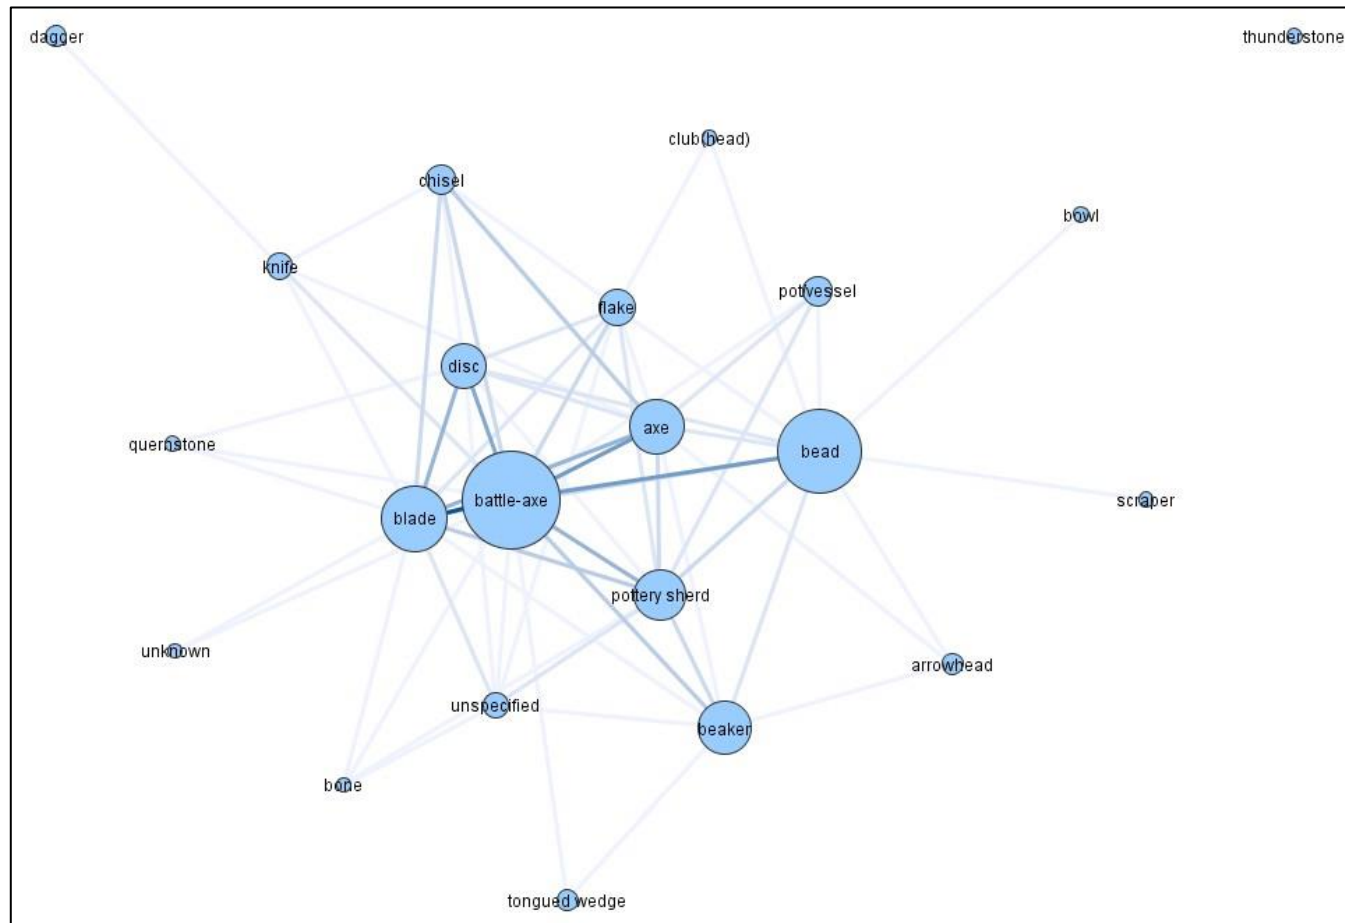 dagger
thunderstone
club(head)
chisel
bowl
knife
pot/vessel
flake
disc
axe
quernstone
bead
battle-axe
scraper
blade
pottery sherd
unknown
arrowhead
unspecified
beaker
bone
tongued wedge